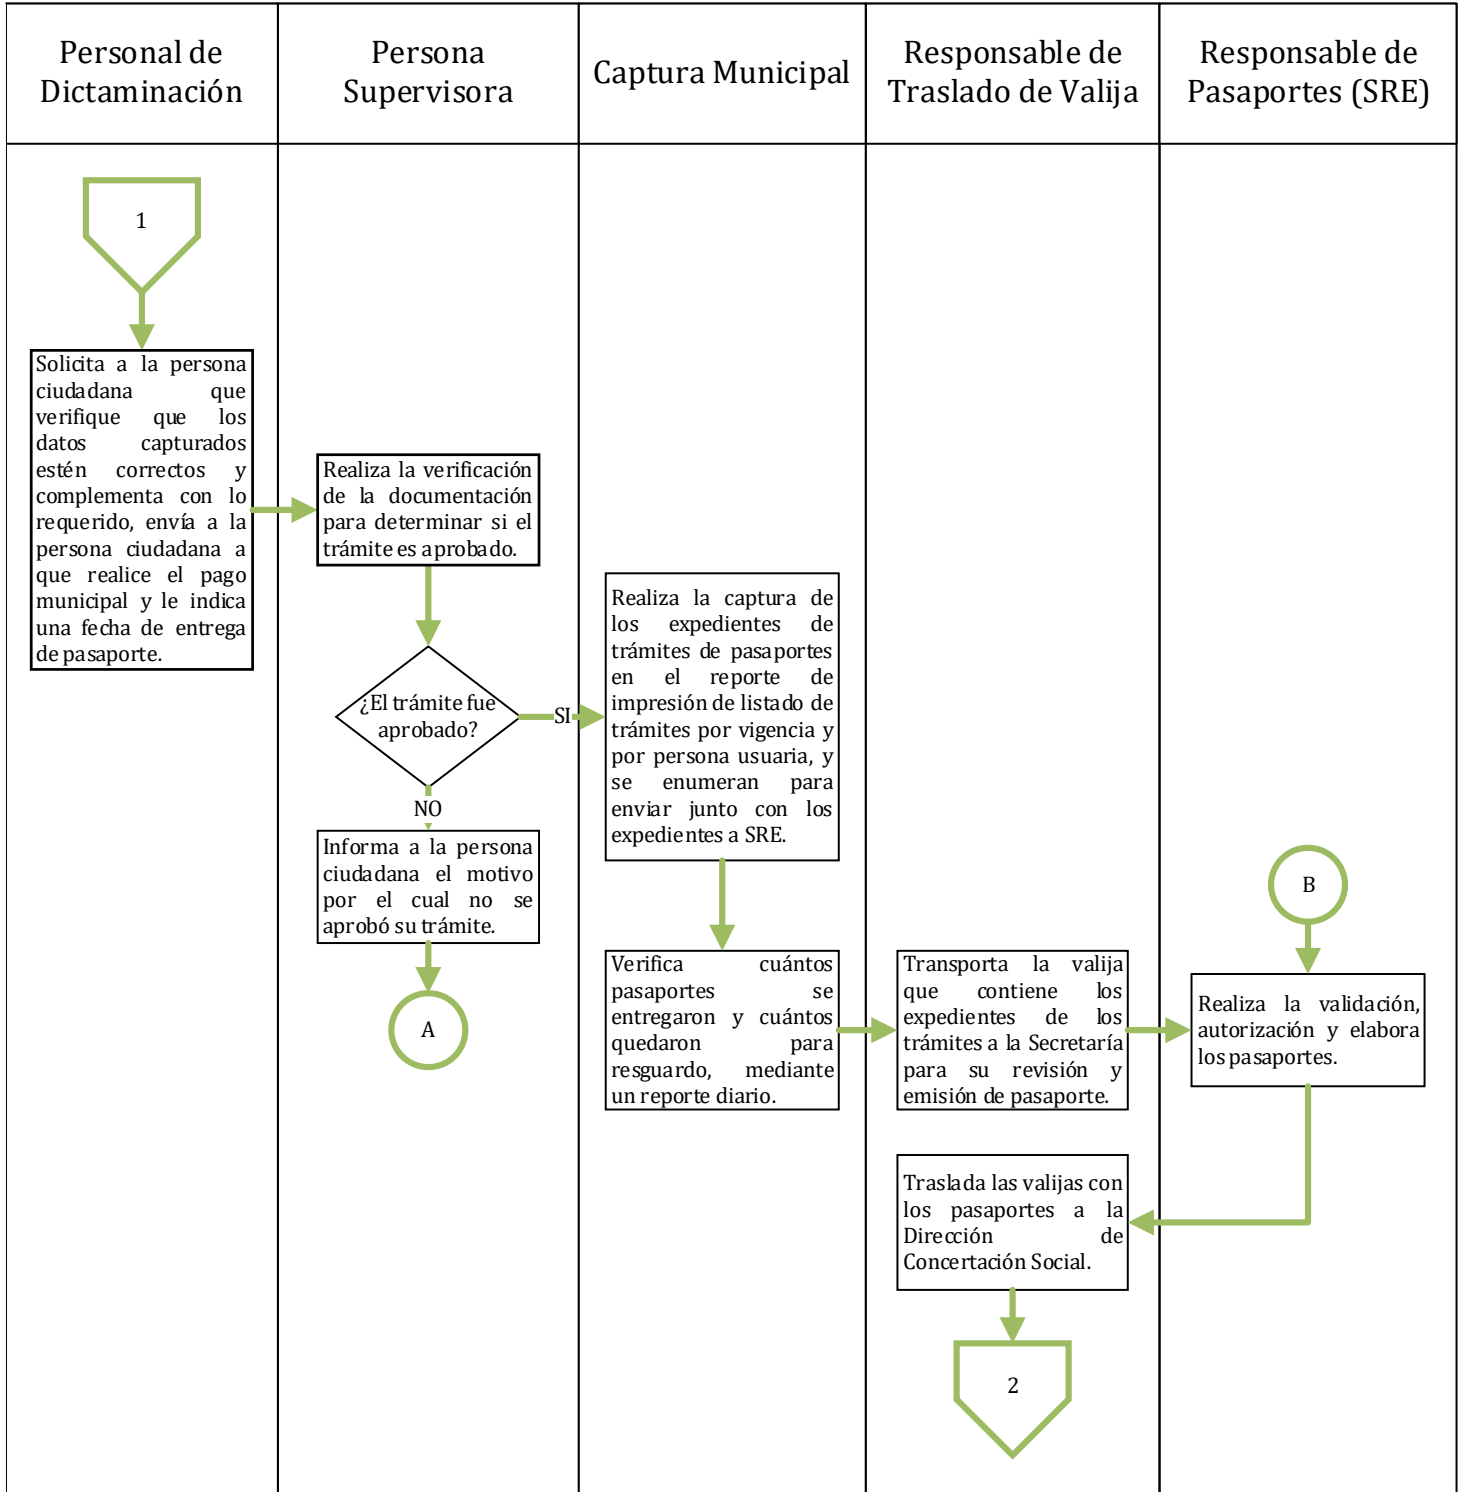 Personal de
Dictaminación
Persona
Supervisora
Captura Municipal
Responsable de
Traslado de Valija
Responsable de
Pasaportes (SRE)
1
Solicita a la persona
ciudadana que
verifique que los
datos capturados
estén correctos y
complementa con lo
requerido, envía a la
persona ciudadana a
que realice el pago
municipal y le indica
una fecha de entrega
de pasaporte.
Realiza la verificación
de la documentación
para determinar si el
trámite es aprobado.
¿El trámite fue
aprobado?
SI
NO
Informa a la persona
ciudadana el motivo
por el cual no se
aprobó su trámite.
A
Realiza la captura de
los expedientes de
trámites de pasaportes
en el reporte de
impresión de listado de
trámites por vigencia y
por persona usuaria, y
se enumeran para
enviar junto con los
expedientes a SRE.
Verifica cuántos
pasaportes se
entregaron y cuántos
quedaron para
resguardo, mediante
un reporte diario.
Transporta la valija
que contiene los
expedientes de los
trámites a la Secretaría
para su revisión y
emisión de pasaporte.
B
Realiza la validación,
autorización y elabora
los pasaportes.
Traslada las valijas con
los pasaportes a la
Dirección de
Concertación Social.
2